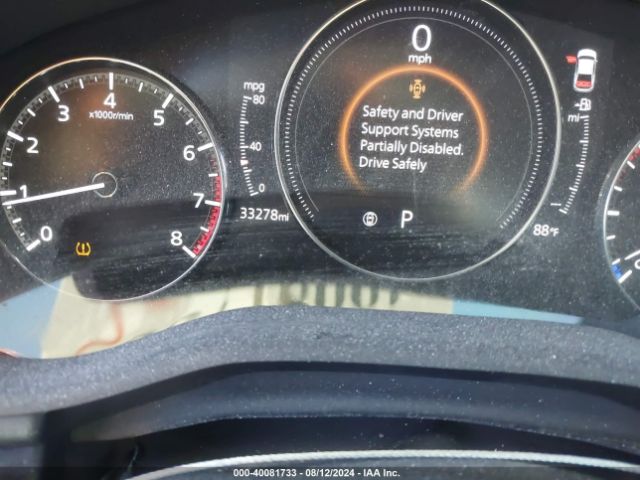 0
mph
Safety and Driver
Support Systems
Partially Disabled.
Drive Safely
P
0
1
2
3
4
5
6
7
8
x1000r/min
mpg
80
40
0
33278mi
mi
88°F
000-40081733 - 08/12/2024 - IAA Inc.